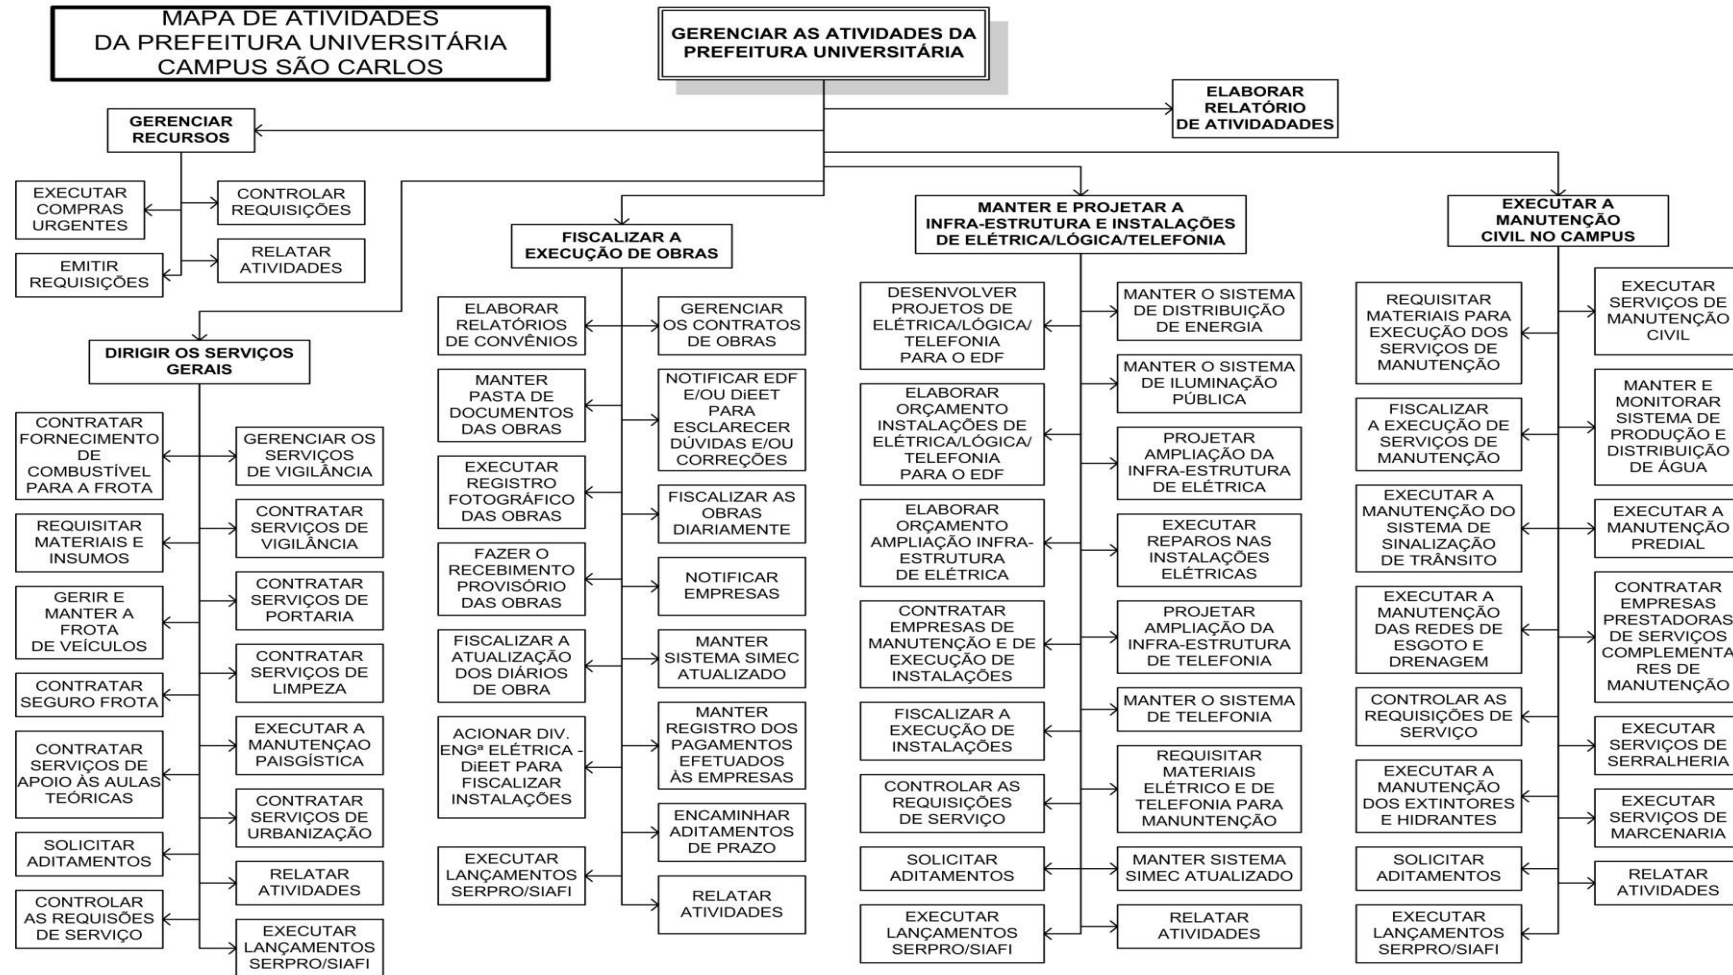 MAPA DE ATIVIDADES
DA PREFEITURA UNIVERSITÁRIA
CAMPUS SÃO CARLOS
GERENCIAR AS ATIVIDADES DA
PREFEITURA UNIVERSITÁRIA
ELABORAR
RELATÓRIO
DE ATIVIDADADES
GERENCIAR
RECURSOS
EXECUTAR
COMPRAS
URGENTES
CONTROLAR
REQUISIÇÕES
EMITIR
REQUISIÇÕES
RELATAR
ATIVIDADES
DIRIGIR OS SERVIÇOS
GERAIS
CONTRATAR
FORNECIMENTO
DE
COMBUSTÍVEL
PARA A FROTA
GERENCIAR OS
SERVIÇOS
DE VIGILÂNCIA
REQUISITAR
MATERIAIS E
INSUMOS
CONTRATAR
SERVIÇOS DE
VIGILÂNCIA
GERIR E
MANTER A
FROTA
DE VEÍCULOS
CONTRATAR
SERVIÇOS DE
PORTARIA
CONTRATAR
SEGURO FROTA
CONTRATAR
SERVIÇOS DE
LIMPEZA
CONTRATAR
SERVIÇOS DE
APOIO ÀS AULAS
TEÓRICAS
EXECUTAR A
MANUTENÇAO
PAISGÍSTICA
SOLICITAR
ADITAMENTOS
CONTRATAR
SERVIÇOS DE
URBANIZAÇÃO
CONTROLAR
AS REQUISÕES
DE SERVIÇO
RELATAR
ATIVIDADES
EXECUTAR
LANÇAMENTOS
SERPRO/SIAFI
FISCALIZAR A
EXECUÇÃO DE OBRAS
ELABORAR
RELATÓRIOS
DE CONVÊNIOS
GERENCIAR
OS CONTRATOS
DE OBRAS
MANTER
PASTA DE
DOCUMENTOS
DAS OBRAS
NOTIFICAR EDF
E/OU DiEET
PARA
ESCLARECER
DÚVIDAS E/OU
CORREÇÕES
EXECUTAR
REGISTRO
FOTOGRÁFICO
DAS OBRAS
FISCALIZAR AS
OBRAS
DIARIAMENTE
FAZER O
RECEBIMENTO
PROVISÓRIO
DAS OBRAS
NOTIFICAR
EMPRESAS
FISCALIZAR A
ATUALIZAÇÃO
DOS DIÁRIOS
DE OBRA
MANTER
SISTEMA SIMEC
ATUALIZADO
ACIONAR DIV.
ENGª ELÉTRICA -
DiEET PARA
FISCALIZAR
INSTALAÇÕES
MANTER
REGISTRO DOS
PAGAMENTOS
EFETUADOS
ÀS EMPRESAS
EXECUTAR
LANÇAMENTOS
SERPRO/SIAFI
ENCAMINHAR
ADITAMENTOS
DE PRAZO
RELATAR
ATIVIDADES
MANTER E PROJETAR A
INFRA-ESTRUTURA E INSTALAÇÕES
DE ELÉTRICA/LÓGICA/TELEFONIA
DESENVOLVER
PROJETOS DE
ELÉTRICA/LÓGICA/
TELEFONIA
PARA O EDF
MANTER O SISTEMA
DE DISTRIBUIÇÃO
DE ENERGIA
ELABORAR
ORÇAMENTO
INSTALAÇÕES DE
ELÉTRICA/LÓGICA/
TELEFONIA
PARA O EDF
MANTER O SISTEMA
DE ILUMINAÇÃO
PÚBLICA
PROJETAR
AMPLIAÇÃO DA
INFRA-ESTRUTURA
DE ELÉTRICA
ELABORAR
ORÇAMENTO
AMPLIAÇÃO INFRA-
ESTRUTURA
DE ELÉTRICA
EXECUTAR
REPAROS NAS
INSTALAÇÕES
ELÉTRICAS
CONTRATAR
EMPRESAS DE
MANUTENÇÃO E DE
EXECUÇÃO DE
INSTALAÇÕES
PROJETAR
AMPLIAÇÃO DA
INFRA-ESTRUTURA
DE TELEFONIA
FISCALIZAR A
EXECUÇÃO DE
INSTALAÇÕES
MANTER O SISTEMA
DE TELEFONIA
CONTROLAR AS
REQUISIÇÕES
DE SERVIÇO
REQUISITAR
MATERIAIS
ELÉTRICO E DE
TELEFONIA PARA
MANUNTENÇÃO
SOLICITAR
ADITAMENTOS
MANTER SISTEMA
SIMEC ATUALIZADO
EXECUTAR
LANÇAMENTOS
SERPRO/SIAFI
RELATAR
ATIVIDADES
EXECUTAR A
MANUTENÇÃO
CIVIL NO CAMPUS
REQUISITAR
MATERIAIS PARA
EXECUÇÃO DOS
SERVIÇOS DE
MANUTENÇÃO
EXECUTAR
SERVIÇOS DE
MANUTENÇÃO
CIVIL
FISCALIZAR
A EXECUÇÃO DE
SERVIÇOS DE
MANUTENÇÃO
MANTER E
MONITORAR
SISTEMA DE
PRODUÇÃO E
DISTRIBUIÇÃO
DE ÁGUA
EXECUTAR A
MANUTENÇÃO DO
SISTEMA DE
SINALIZAÇÃO
DE TRÂNSITO
EXECUTAR A
MANUTENÇÃO
PREDIAL
EXECUTAR A
MANUTENÇÃO
DAS REDES DE
ESGOTO E
DRENAGEM
CONTRATAR
EMPRESAS
PRESTADORAS
DE SERVIÇOS
COMPLEMENTA
RES DE
MANUTENÇÃO
CONTROLAR AS
REQUISIÇÕES DE
SERVIÇO
EXECUTAR
SERVIÇOS DE
SERRALHERIA
EXECUTAR A
MANUTENÇÃO
DOS EXTINTORES
E HIDRANTES
EXECUTAR
SERVIÇOS DE
MARCENARIA
SOLICITAR
ADITAMENTOS
RELATAR
ATIVIDADES
EXECUTAR
LANÇAMENTOS
SERPRO/SIAFI